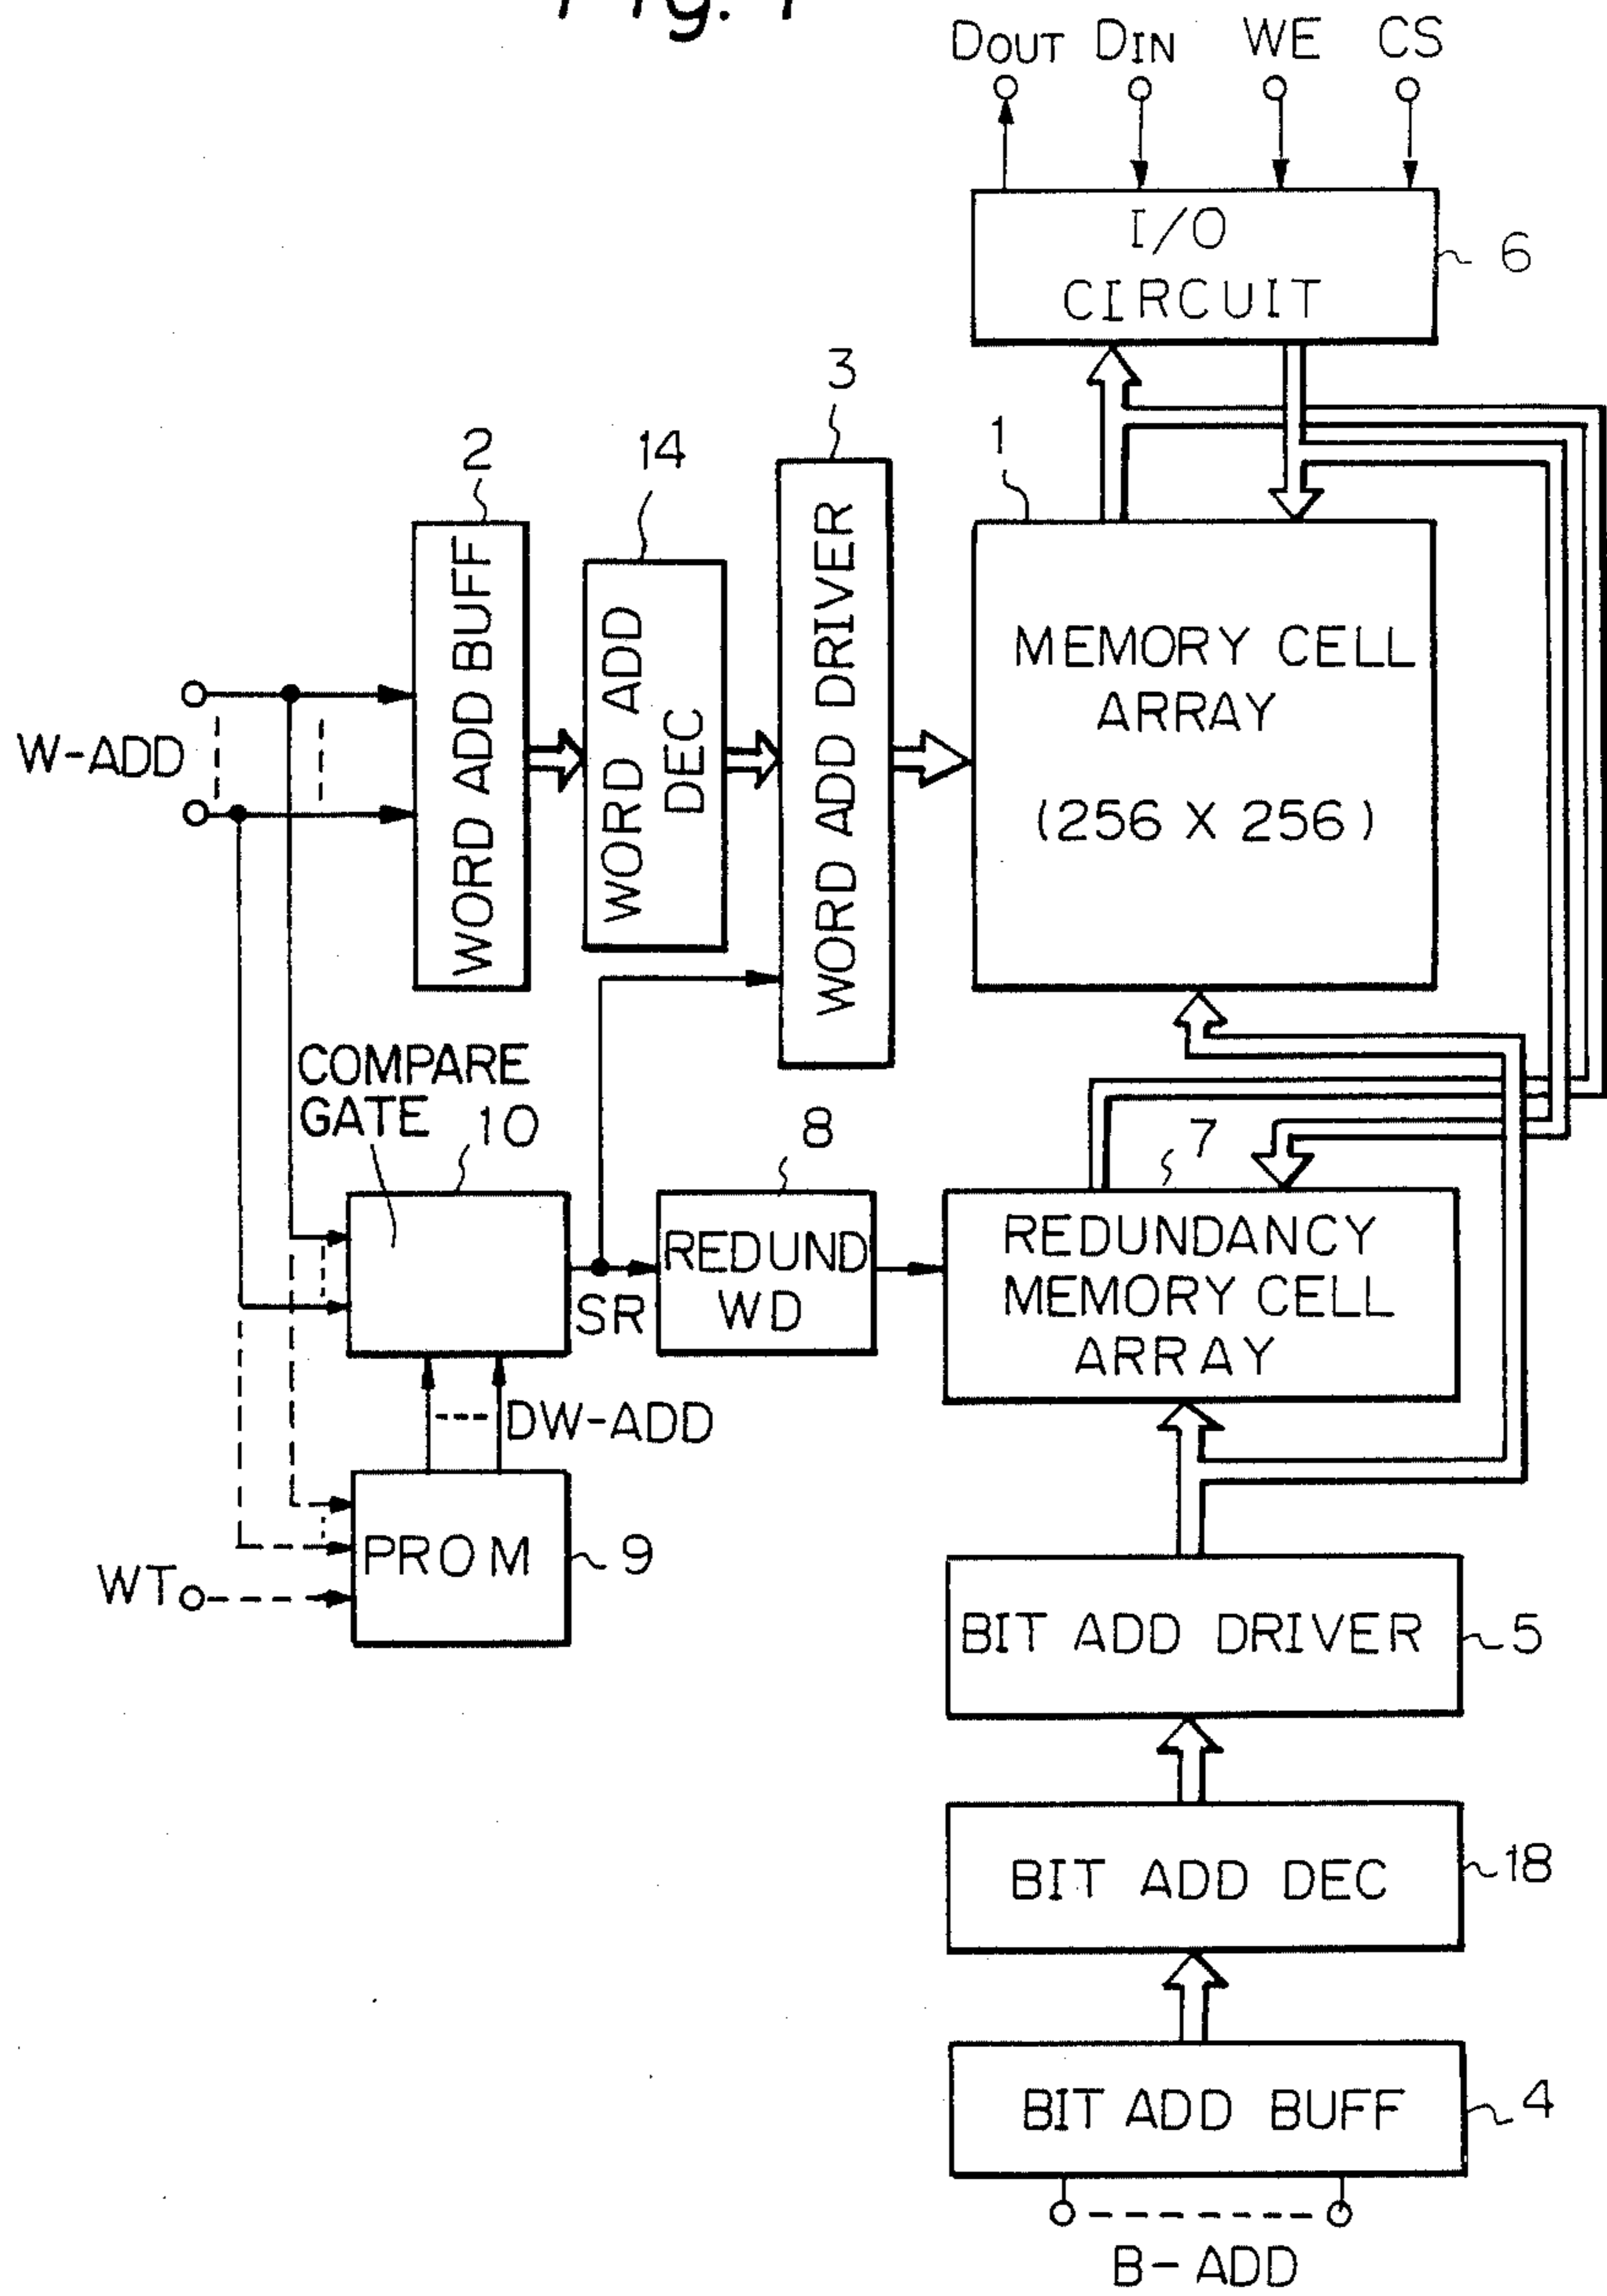 Fig. 1
DOUT DIN WE CS
I/O
CIRCUIT
6
3
2
14
1
WORD ADD BUFF
WORD ADD
DEC
WORD ADD DRIVER
MEMORY CELL
ARRAY
(256 X 256)
W-ADD
COMPARE
GATE
10
8
7
REDUND
WD
SR
REDUNDANCY
MEMORY CELL
ARRAY
DW-ADD
PROM
9
WT
BIT ADD DRIVER
5
BIT ADD DEC
18
BIT ADD BUFF
4
B-ADD